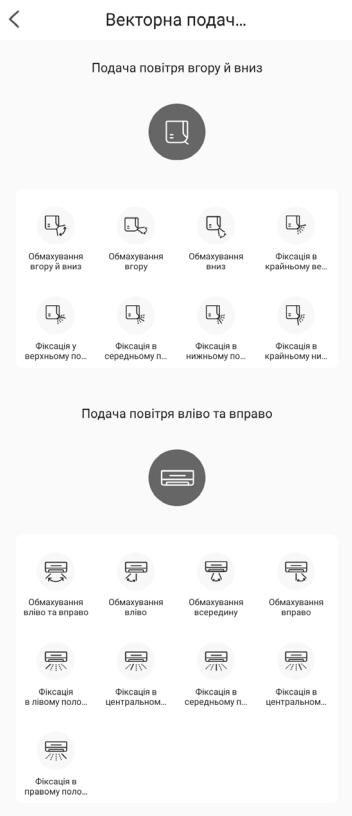 Векторна подач...
Подача повітря вгору й вниз
Обмахування
вгору й вниз
Обмахування
вгору
Обмахування
вниз
Фіксація в
крайньому ве...
Фіксація у
верхньому по...
Фіксація в
середньому п...
Фіксація в
нижньому по...
Фіксація в
крайньому ни...
Подача повітря вліво та вправо
Обмахування
вліво та вправо
Обмахування
вліво
Обмахування
всередину
Обмахування
вправо
Фіксація
в лівому поло...
Фіксація в
центральном...
Фіксація в
середньому п...
Фіксація в
центральном...
Фіксація в
правому поло...